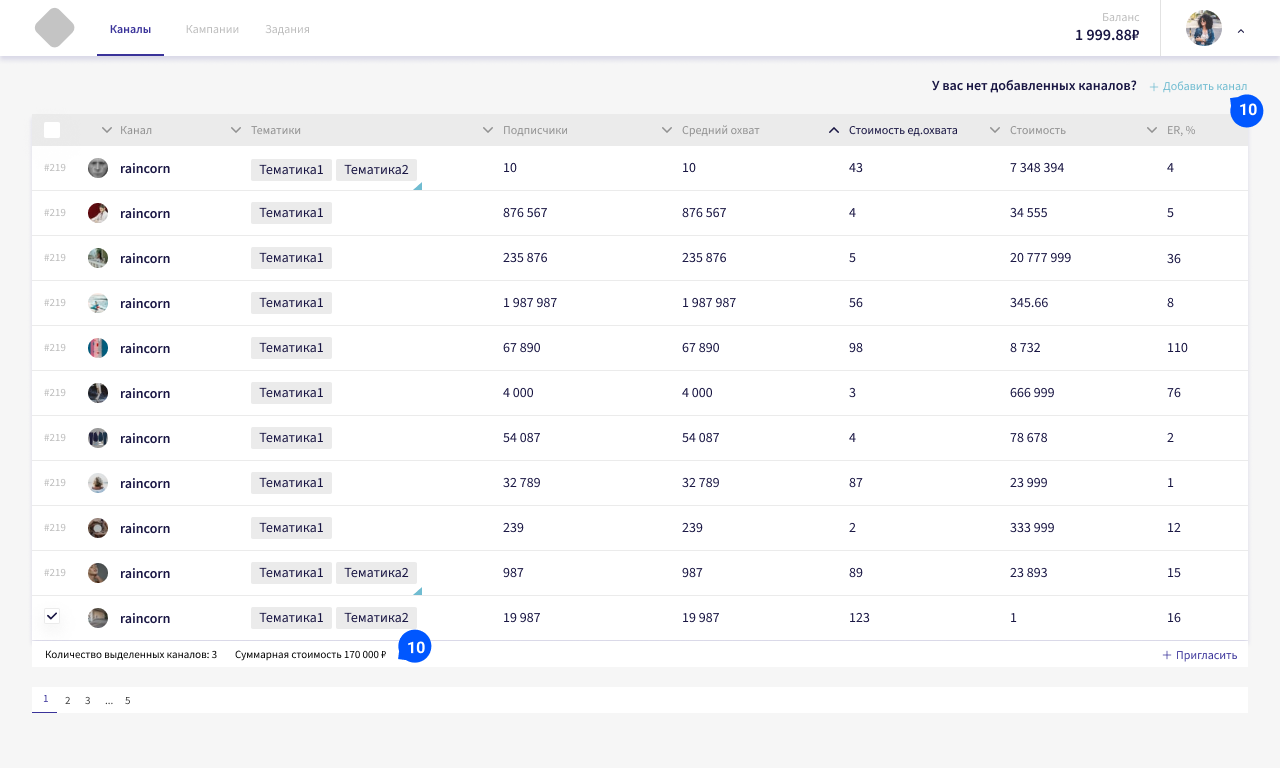 Каналы Кампании Задания Баланс
1 999.88₽
У вас нет добавленных каналов? + Добавить канал
10
Канал Тематики Подписчики Средний охват Стоимость ед.охвата Стоимость ER, %
#219 raincorn Тематика1 Тематика2 10 10 43 7 348 394 4
#219 raincorn Тематика1 876 567 876 567 4 34 555 5
#219 raincorn Тематика1 235 876 235 876 5 20 777 999 36
#219 raincorn Тематика1 1 987 987 1 987 987 56 345.66 8
#219 raincorn Тематика1 67 890 67 890 98 8 732 110
#219 raincorn Тематика1 4 000 4 000 3 666 999 76
#219 raincorn Тематика1 54 087 54 087 4 78 678 2
#219 raincorn Тематика1 32 789 32 789 87 23 999 1
#219 raincorn Тематика1 239 239 2 333 999 12
#219 raincorn Тематика1 Тематика2 987 987 89 23 893 15
raincorn Тематика1 Тематика2 19 987 19 987 123 1 16
Количество выделенных каналов: 3 Суммарная стоимость 170 000 ₽ 10 + Пригласить
1 2 3 ... 5